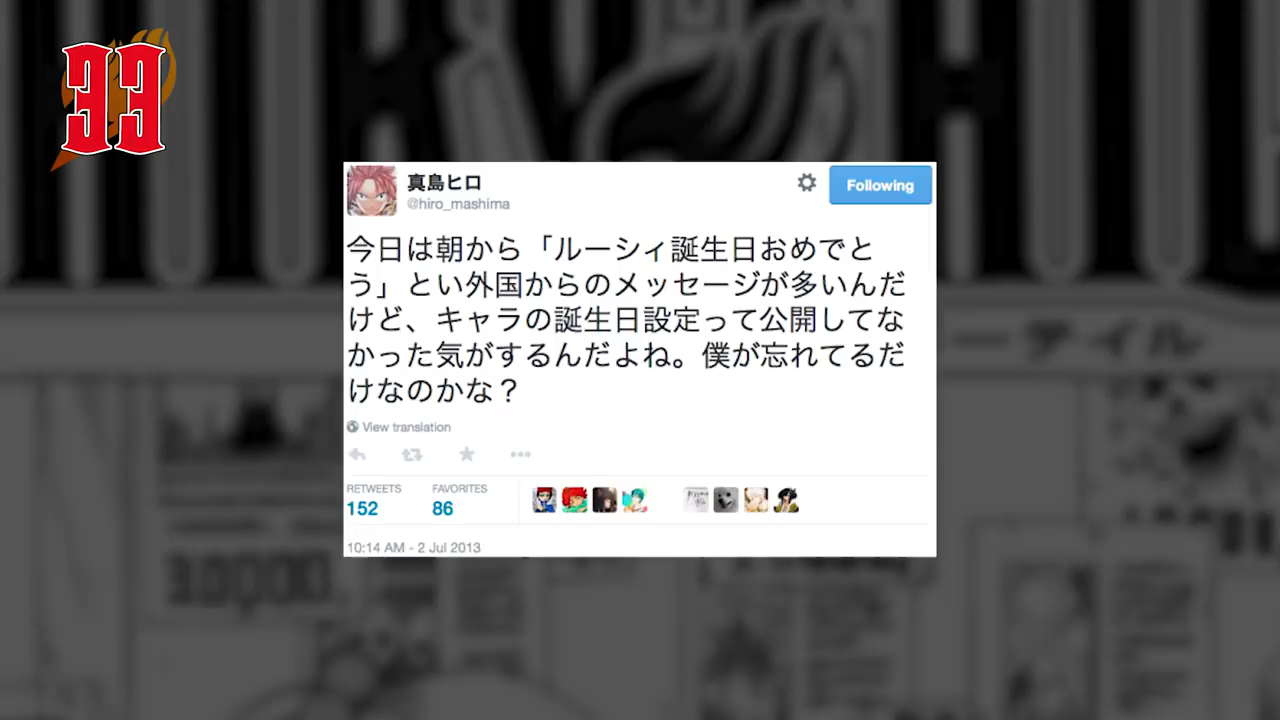 33
真島ヒロ
@hiro_mashima
Following
今日は朝から「ルーシィ誕生日おめでと
う」とい外国からのメッセージが多いんだ
けど、キャラの誕生日設定って公開してな
かった気がするんだよね。僕が忘れてるだ
けなのかな？
View translation
RETWEETS
FAVORITES
152
86
10:14 AM - 2 Jul 2013
ーテイル